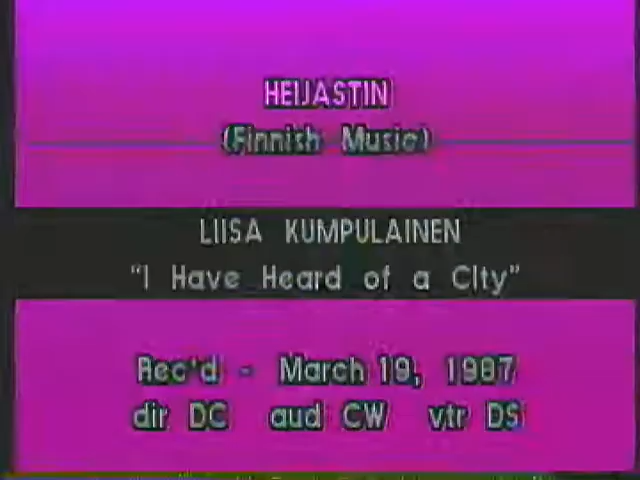 HEIJASTIN
(Finnish Music)
LIISA KUMPULAINEN
"I Have Heard of a City"
Rec'd - March 19, 1987
dir DC aud CW vtr DS